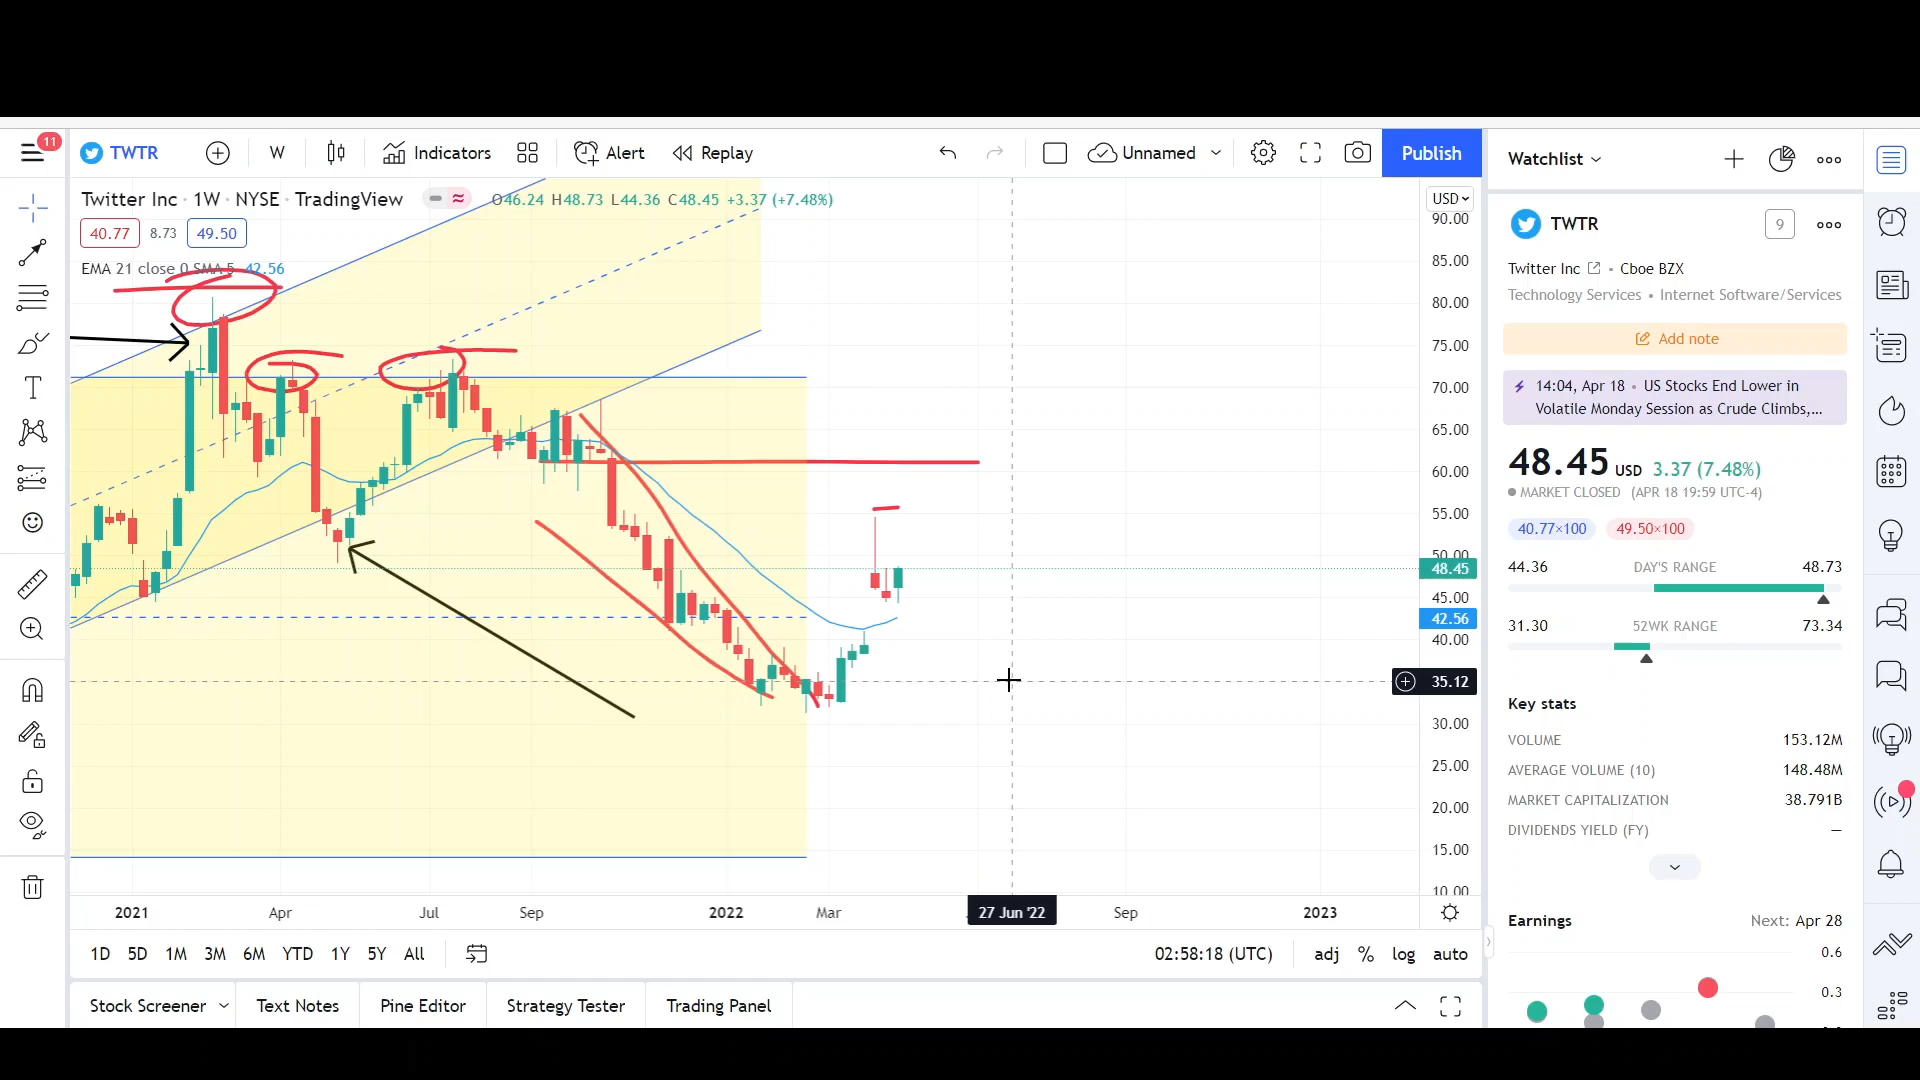 11
TWTR
W
Indicators
Alert
Replay
Unnamed
Publish
Twitter Inc · 1W · NYSE · TradingView
O46.24 H48.73 L44.36 C48.45 +3.37 (+7.48%)
40.77 8.73 49.50
EMA 21 close 0 SMA 5 42.56
USD
90.00
85.00
80.00
75.00
70.00
65.00
60.00
55.00
50.00
48.45
45.00
42.56
40.00
35.12
30.00
25.00
20.00
15.00
10.00
2021 Apr Jul Sep 2022 Mar 27 Jun '22 Sep 2023
1D 5D 1M 3M 6M YTD 1Y 5Y All
02:58:18 (UTC) adj % log auto
Stock Screener Text Notes Pine Editor Strategy Tester Trading Panel
Watchlist
TWTR
9
Twitter Inc • Cboe BZX
Technology Services • Internet Software/Services
Add note
14:04, Apr 18 • US Stocks End Lower in
Volatile Monday Session as Crude Climbs,...
48.45 USD 3.37 (7.48%)
MARKET CLOSED (APR 18 19:59 UTC-4)
40.77×100 49.50×100
44.36 DAY'S RANGE 48.73
31.30 52WK RANGE 73.34
Key stats
VOLUME 153.12M
AVERAGE VOLUME (10) 148.48M
MARKET CAPITALIZATION 38.791B
DIVIDENDS YIELD (FY) —
Earnings Next: Apr 28
0.6
0.3